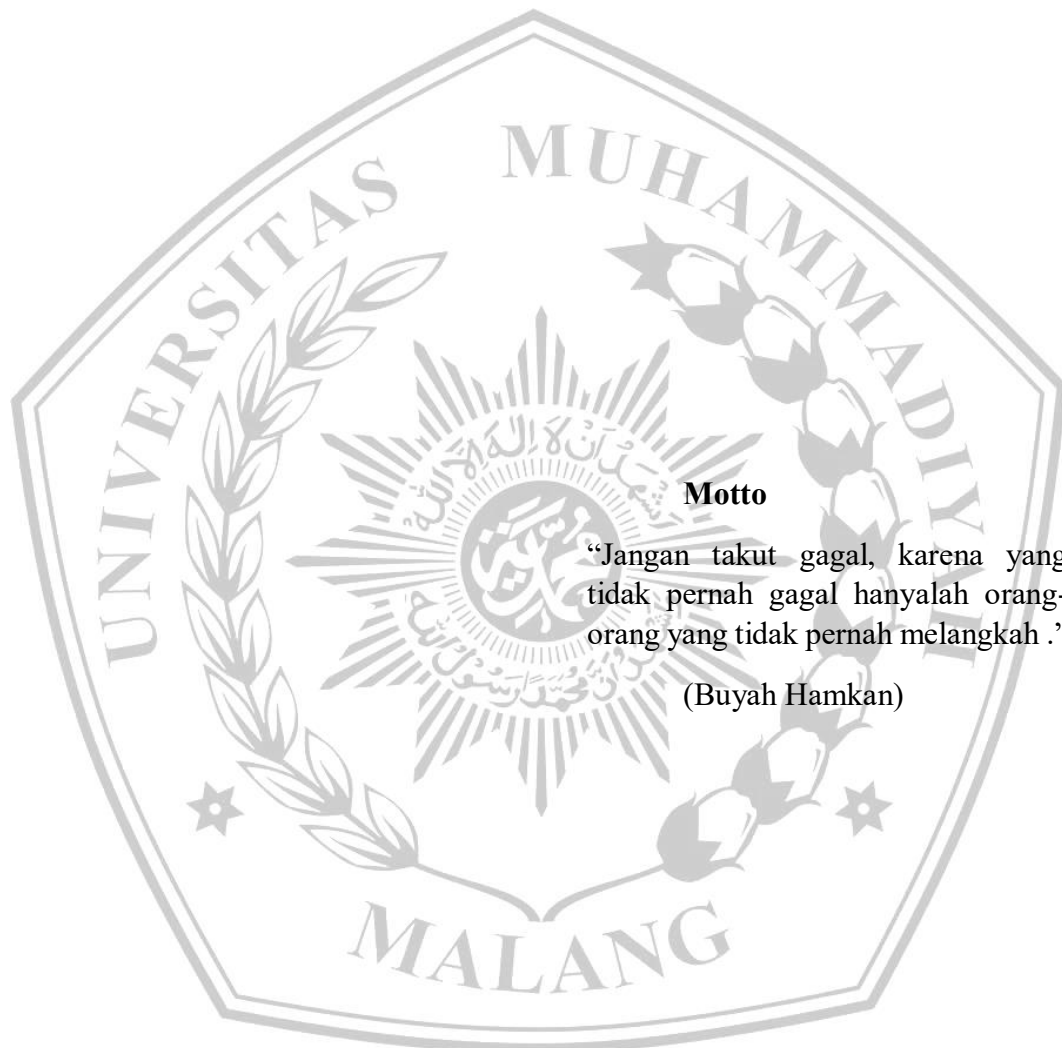 UNIVERSITAS MUHAMMADIYAH
Motto
“Jangan takut gagal, karena yang
tidak pernah gagal hanyalah orang-
orang yang tidak pernah melangkah .”
(Buyah Hamkan)
MALANG